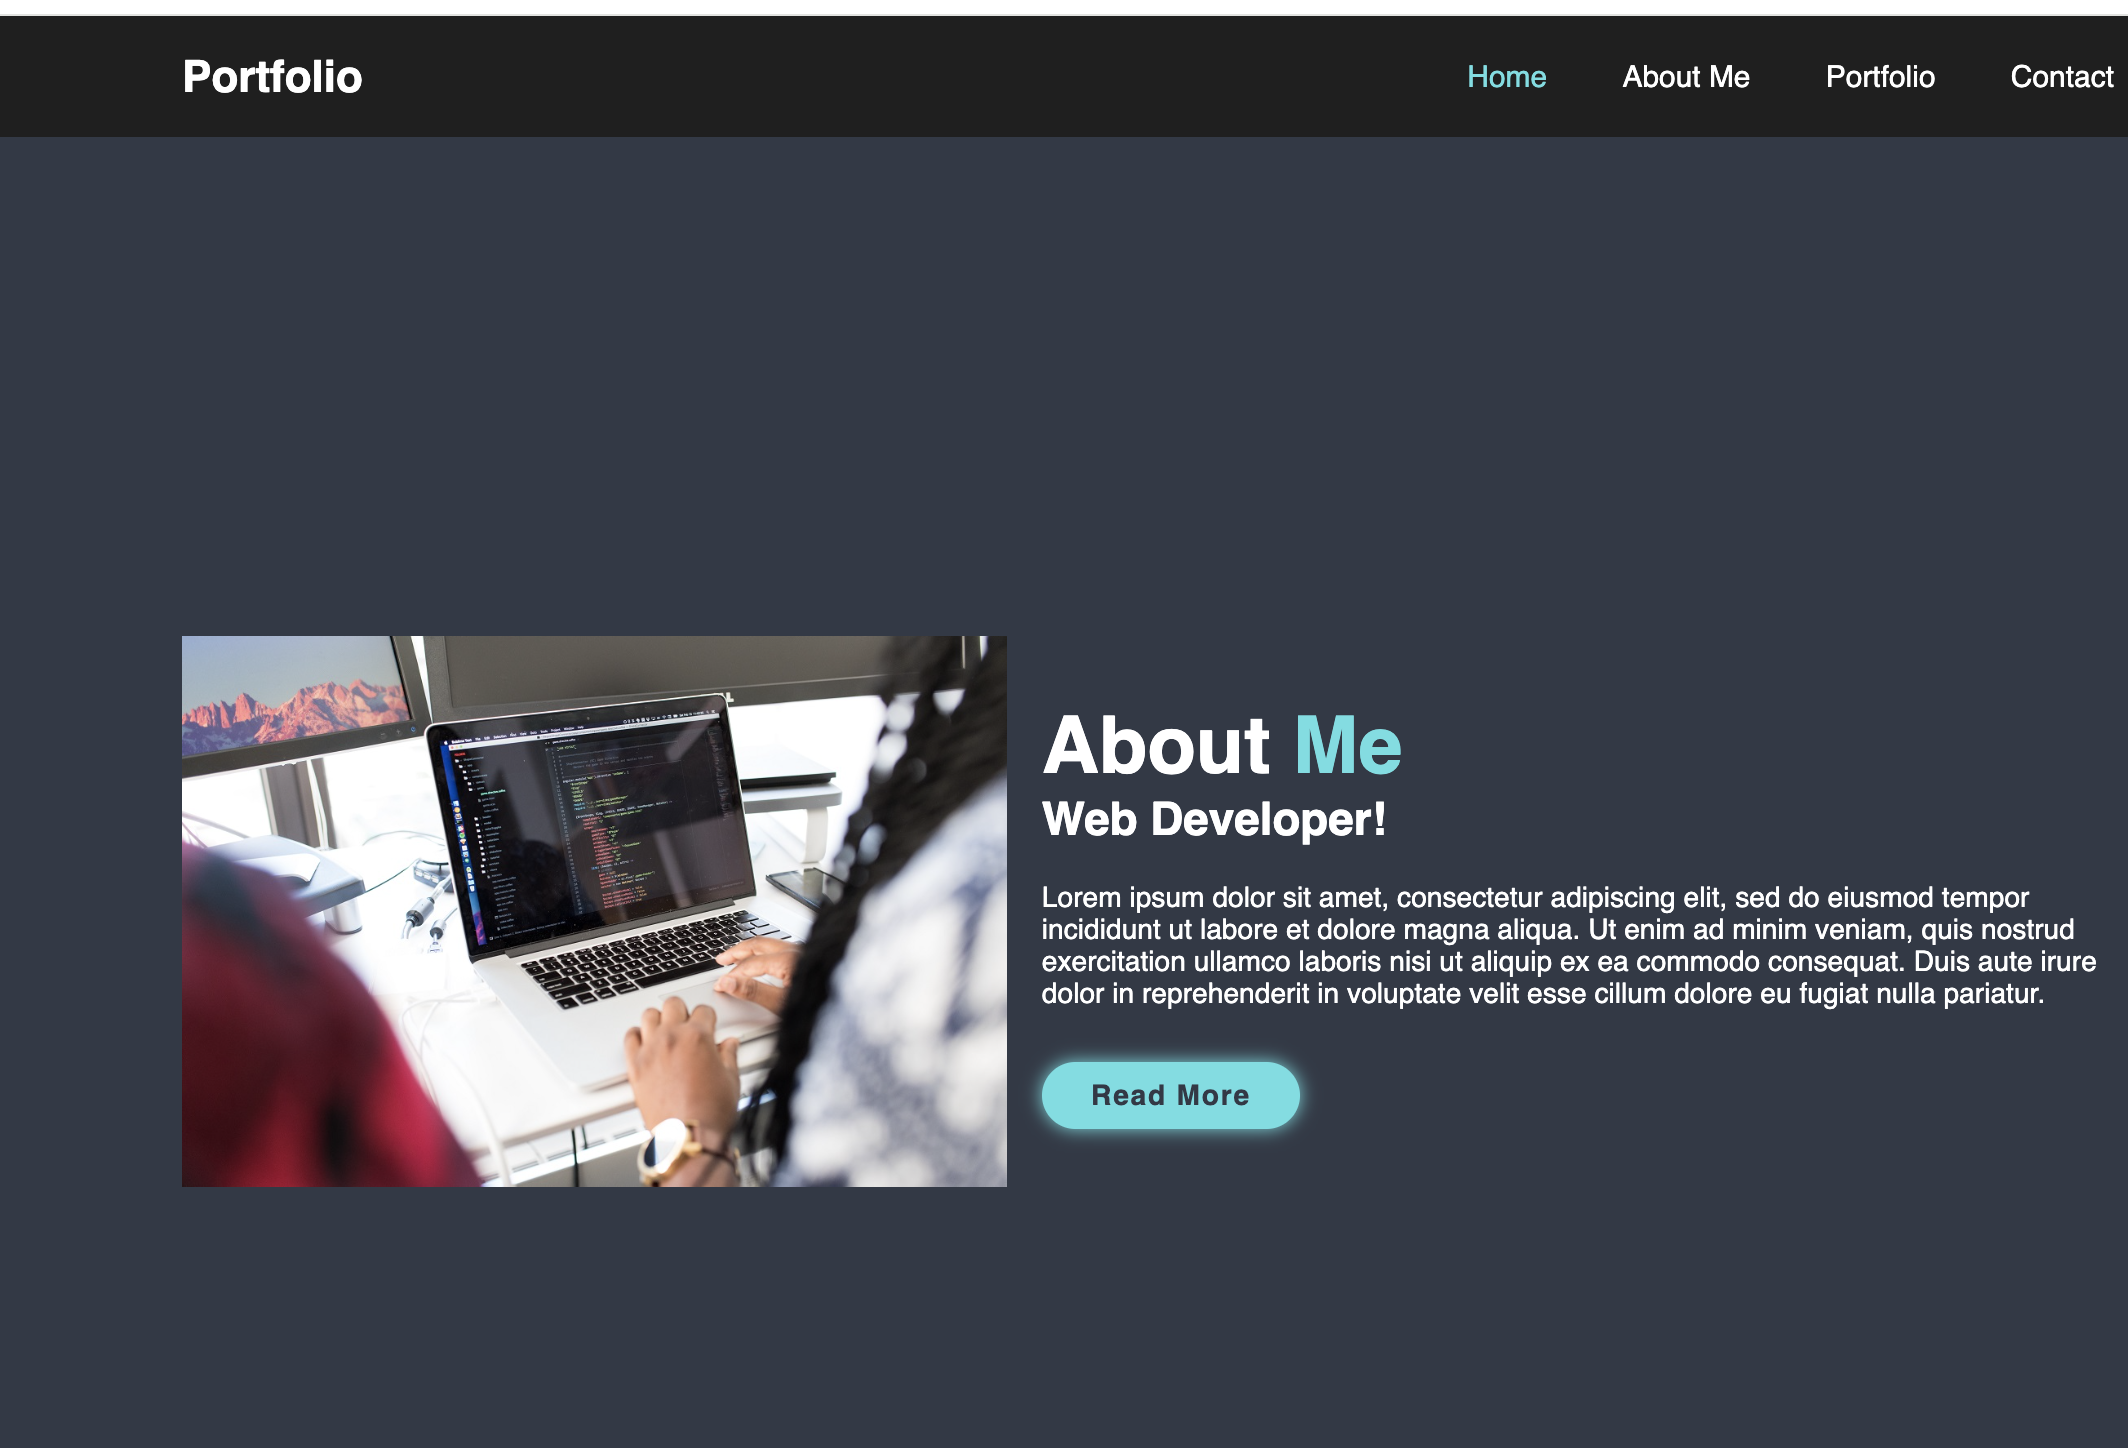 Portfolio
Home
About Me
Portfolio
Contact
About Me
Web Developer!
Lorem ipsum dolor sit amet, consectetur adipiscing elit, sed do eiusmod tempor
incididunt ut labore et dolore magna aliqua. Ut enim ad minim veniam, quis nostrud
exercitation ullamco laboris nisi ut aliquip ex ea commodo consequat. Duis aute irure
dolor in reprehenderit in voluptate velit esse cillum dolore eu fugiat nulla pariatur.
Read More